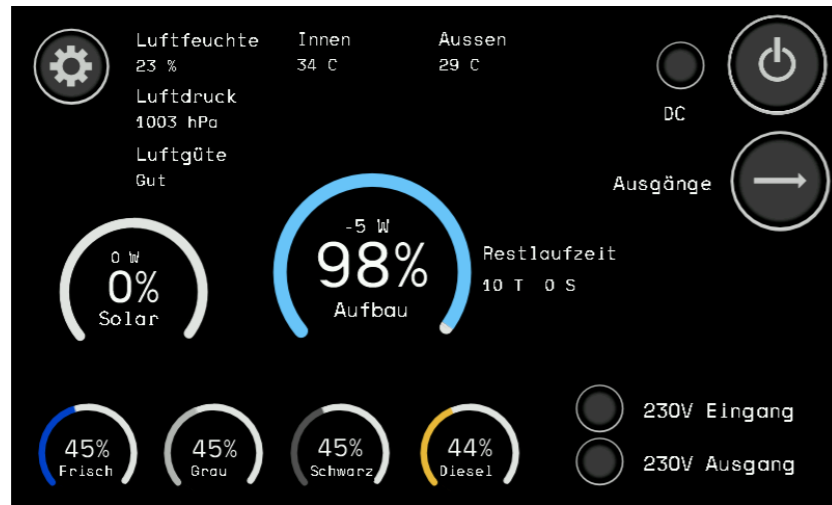 Luftfeuchte
23 %
Innen
34 C
Aussen
29 C
Luftdruck
1003 hPa
Luftgüte
Gut
DC
Ausgänge
0 W
0%
Solar
-5 W
98%
Aufbau
Restlaufzeit
10 T 0 S
45%
Frisch
45%
Grau
45%
Schwarz
44%
Diesel
230V Eingang
230V Ausgang